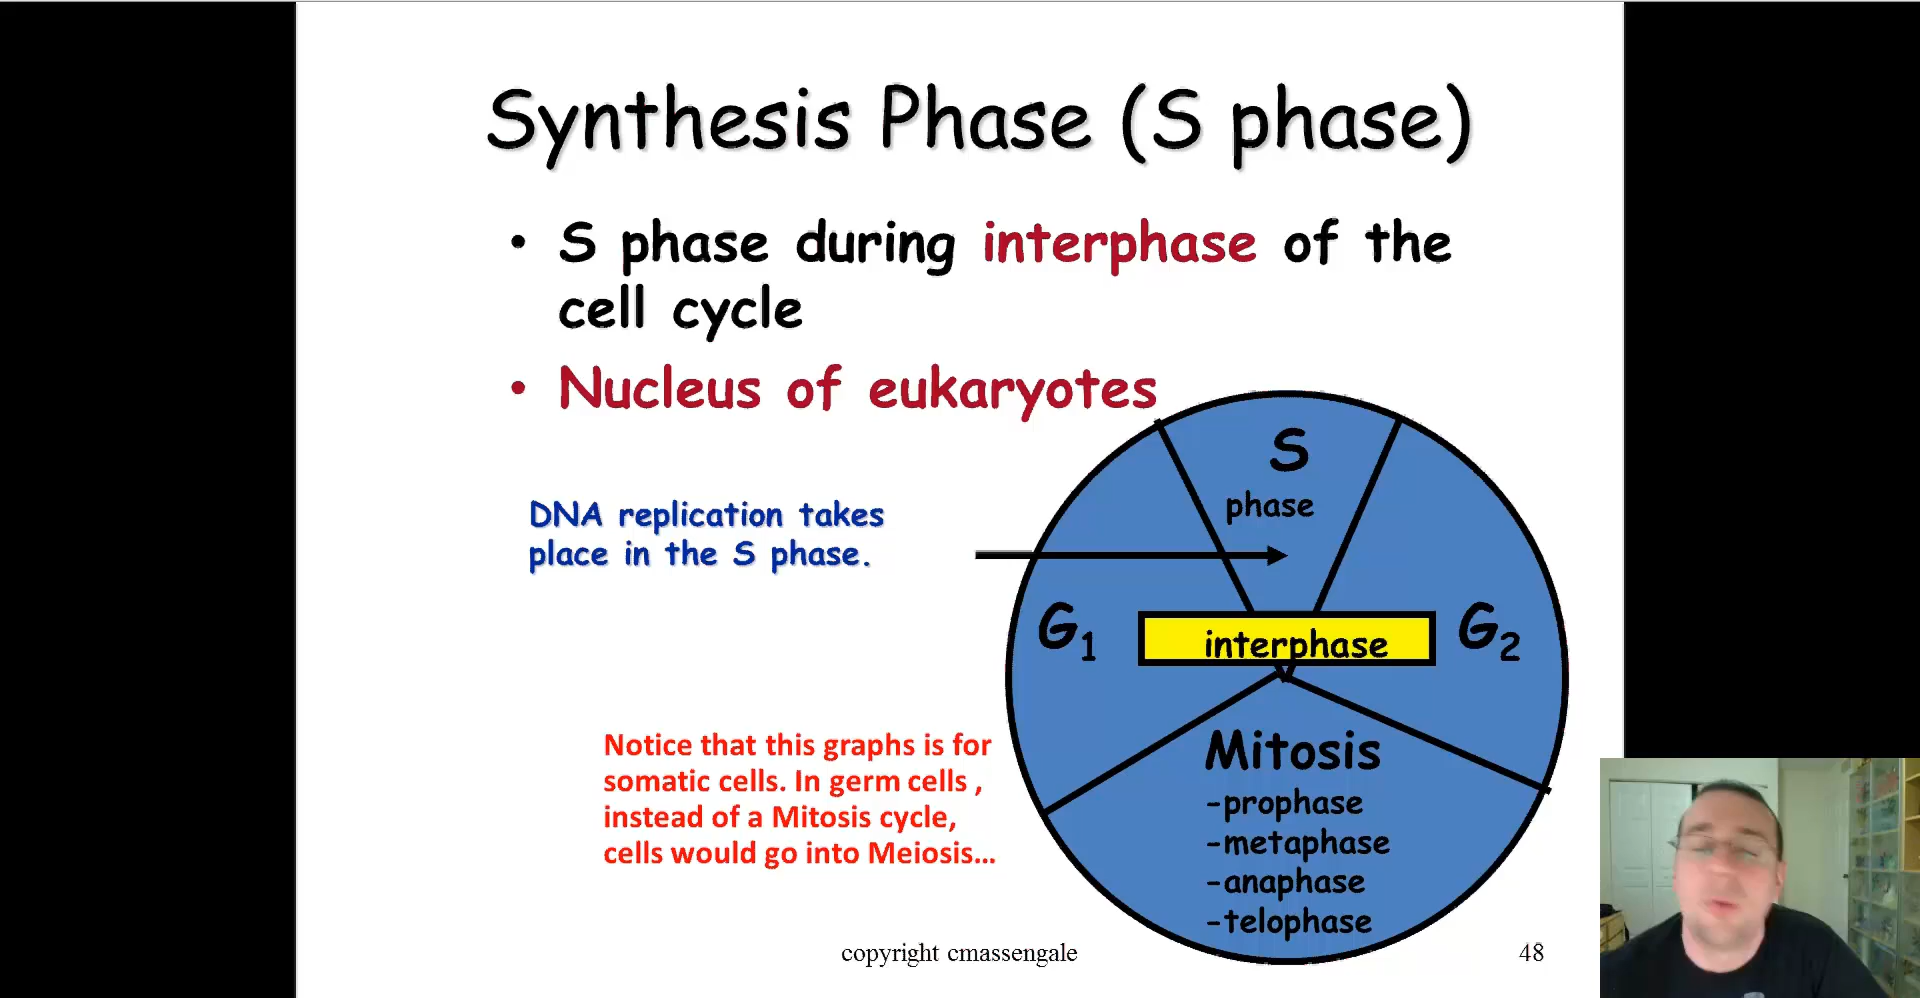 Synthesis Phase (S phase)
• S phase during interphase of the
cell cycle
• Nucleus of eukaryotes
S
phase
DNA replication takes
place in the S phase.
G1
interphase
G2
Notice that this graphs is for
somatic cells. In germ cells ,
instead of a Mitosis cycle,
cells would go into Meiosis...
Mitosis
-prophase
-metaphase
-anaphase
-telophase
copyright cmassengale
48